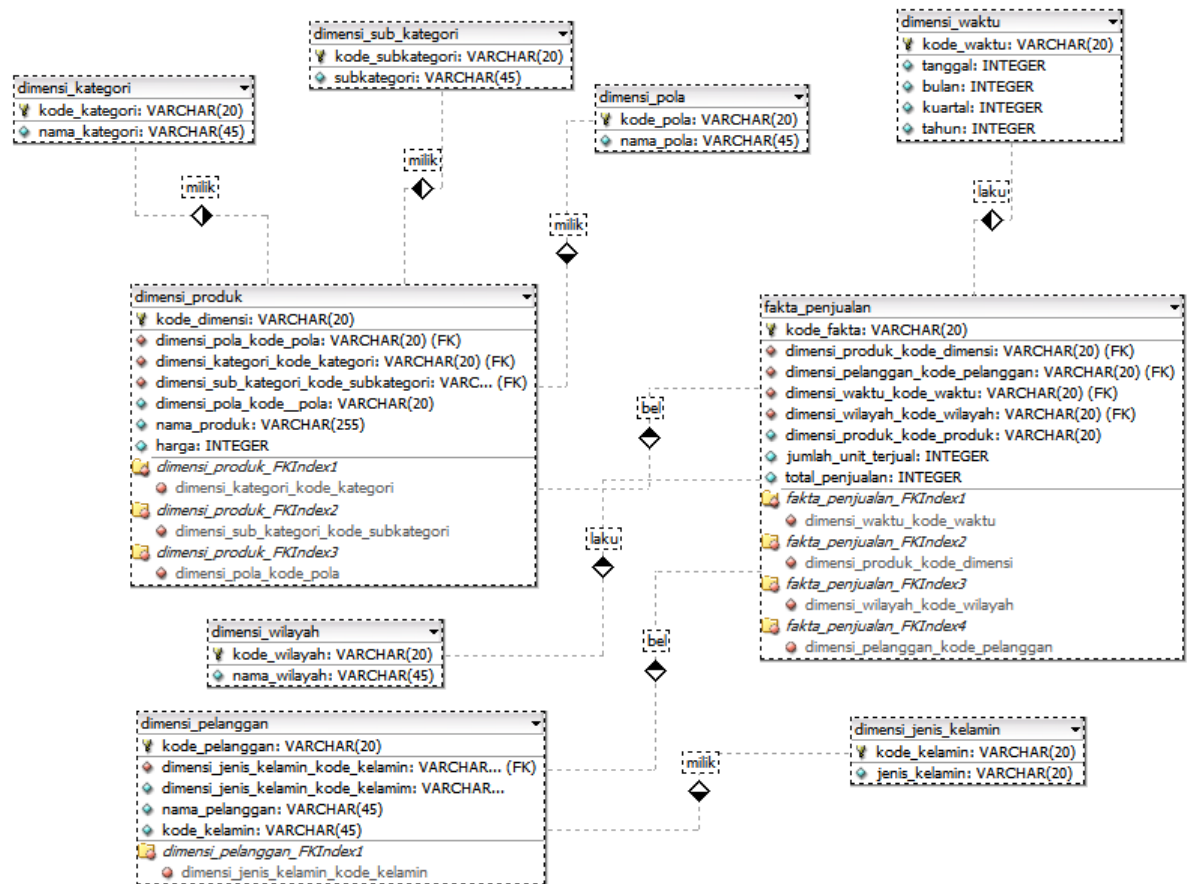 dimensi_sub_kategori
kode_subkategori: VARCHAR(20)
subkategori: VARCHAR(45)
dimensi_waktu
kode_waktu: VARCHAR(20)
tanggal: INTEGER
bulan: INTEGER
kuartal: INTEGER
tahun: INTEGER
dimensi_kategori
kode_kategori: VARCHAR(20)
nama_kategori: VARCHAR(45)
dimensi_pola
kode_pola: VARCHAR(20)
nama_pola: VARCHAR(45)
milik
milik
milik
laku
dimensi_produk
kode_dimensi: VARCHAR(20)
dimensi_pola_kode_pola: VARCHAR(20) (FK)
dimensi_kategori_kode_kategori: VARCHAR(20) (FK)
dimensi_sub_kategori_kode_subkategori: VARC... (FK)
dimensi_pola_kode__pola: VARCHAR(20)
nama_produk: VARCHAR(255)
harga: INTEGER
dimensi_produk_FKIndex1
dimensi_kategori_kode_kategori
dimensi_produk_FKIndex2
dimensi_sub_kategori_kode_subkategori
dimensi_produk_FKIndex3
dimensi_pola_kode_pola
fakta_penjualan
kode_fakta: VARCHAR(20)
dimensi_produk_kode_dimensi: VARCHAR(20) (FK)
dimensi_pelanggan_kode_pelanggan: VARCHAR(20) (FK)
dimensi_waktu_kode_waktu: VARCHAR(20) (FK)
dimensi_wilayah_kode_wilayah: VARCHAR(20) (FK)
dimensi_produk_kode_produk: VARCHAR(20)
jumlah_unit_terjual: INTEGER
total_penjualan: INTEGER
fakta_penjualan_FKIndex1
dimensi_waktu_kode_waktu
fakta_penjualan_FKIndex2
dimensi_produk_kode_dimensi
fakta_penjualan_FKIndex3
dimensi_wilayah_kode_wilayah
fakta_penjualan_FKIndex4
dimensi_pelanggan_kode_pelanggan
bel
laku
bel
dimensi_wilayah
kode_wilayah: VARCHAR(20)
nama_wilayah: VARCHAR(45)
dimensi_pelanggan
kode_pelanggan: VARCHAR(20)
dimensi_jenis_kelamin_kode_kelamin: VARCHAR... (FK)
dimensi_jenis_kelamin_kode_kelamim: VARCHAR...
nama_pelanggan: VARCHAR(45)
kode_kelamin: VARCHAR(45)
dimensi_pelanggan_FKIndex1
dimensi_jenis_kelamin_kode_kelamin
milik
dimensi_jenis_kelamin
kode_kelamin: VARCHAR(20)
jenis_kelamin: VARCHAR(20)